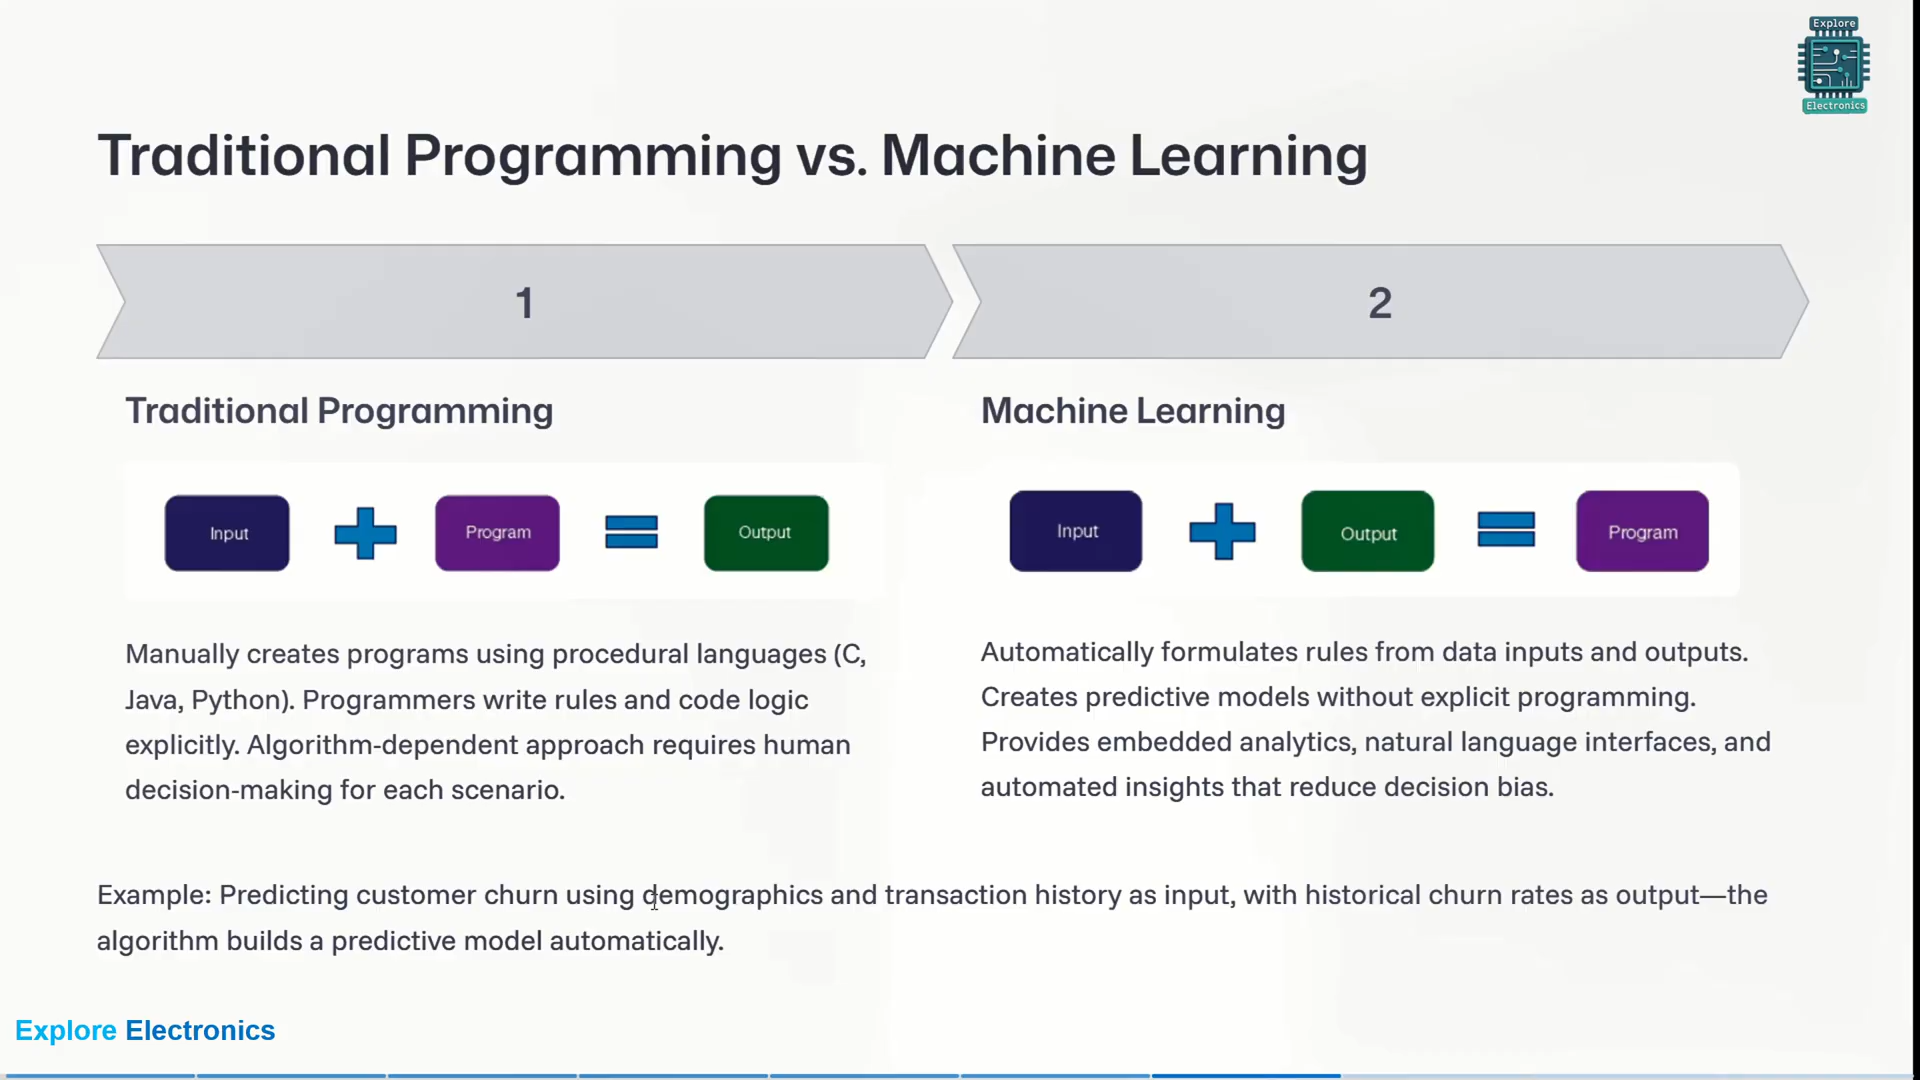 Explore
Electronics
Traditional Programming vs. Machine Learning
1
2
Traditional Programming
Input
Program
Output
Manually creates programs using procedural languages (C,
Java, Python). Programmers write rules and code logic
explicitly. Algorithm-dependent approach requires human
decision-making for each scenario.
Machine Learning
Input
Output
Program
Automatically formulates rules from data inputs and outputs.
Creates predictive models without explicit programming.
Provides embedded analytics, natural language interfaces, and
automated insights that reduce decision bias.
Example: Predicting customer churn using demographics and transaction history as input, with historical churn rates as output—the
algorithm builds a predictive model automatically.
Explore Electronics